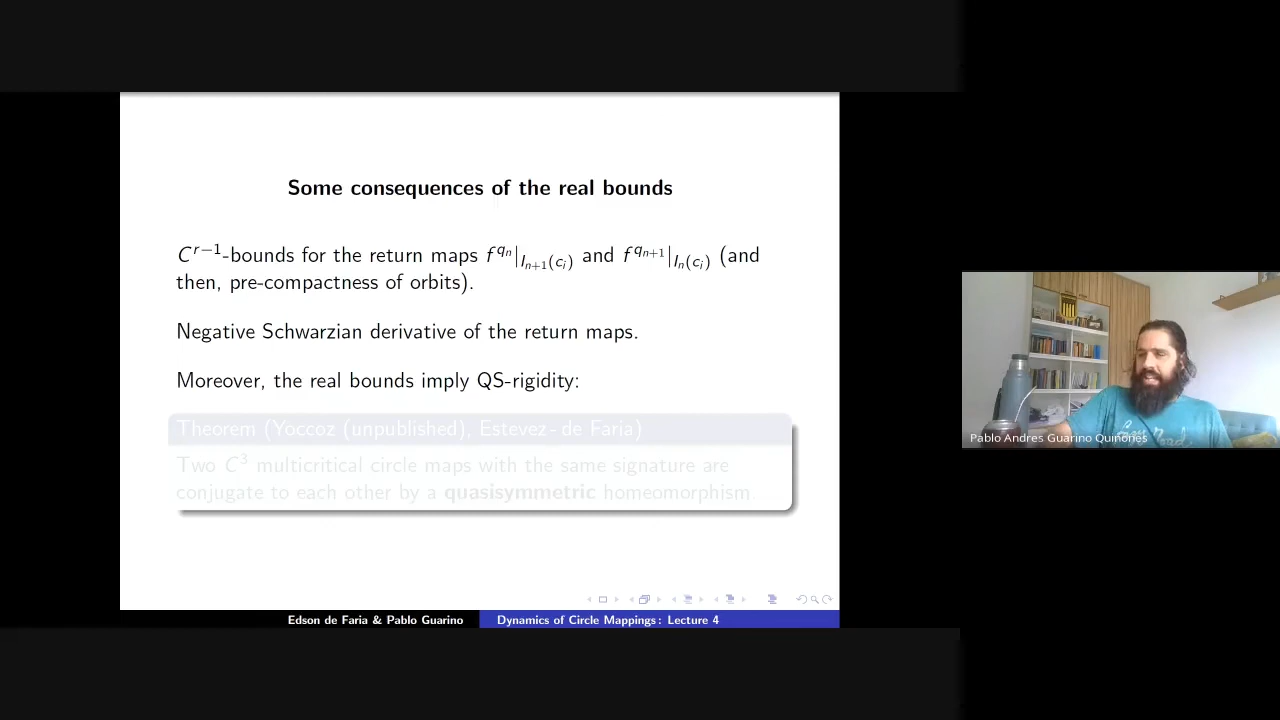 Some consequences of the real bounds
C^{r−1}-bounds for the return maps f^{q_n}|_{I_{n+1}(c_i)} and f^{q_{n+1}}|_{I_n(c_i)} (and
then, pre-compactness of orbits).
Negative Schwarzian derivative of the return maps.
Moreover, the real bounds imply QS-rigidity:
Theorem (Yoccoz (unpublished), Estevez - de Faria)
Two C^3 multicritical circle maps with the same signature are
conjugate to each other by a quasisymmetric homeomorphism.
Edson de Faria & Pablo Guarino
Dynamics of Circle Mappings: Lecture 4
Pablo Andres Guarino Quinones